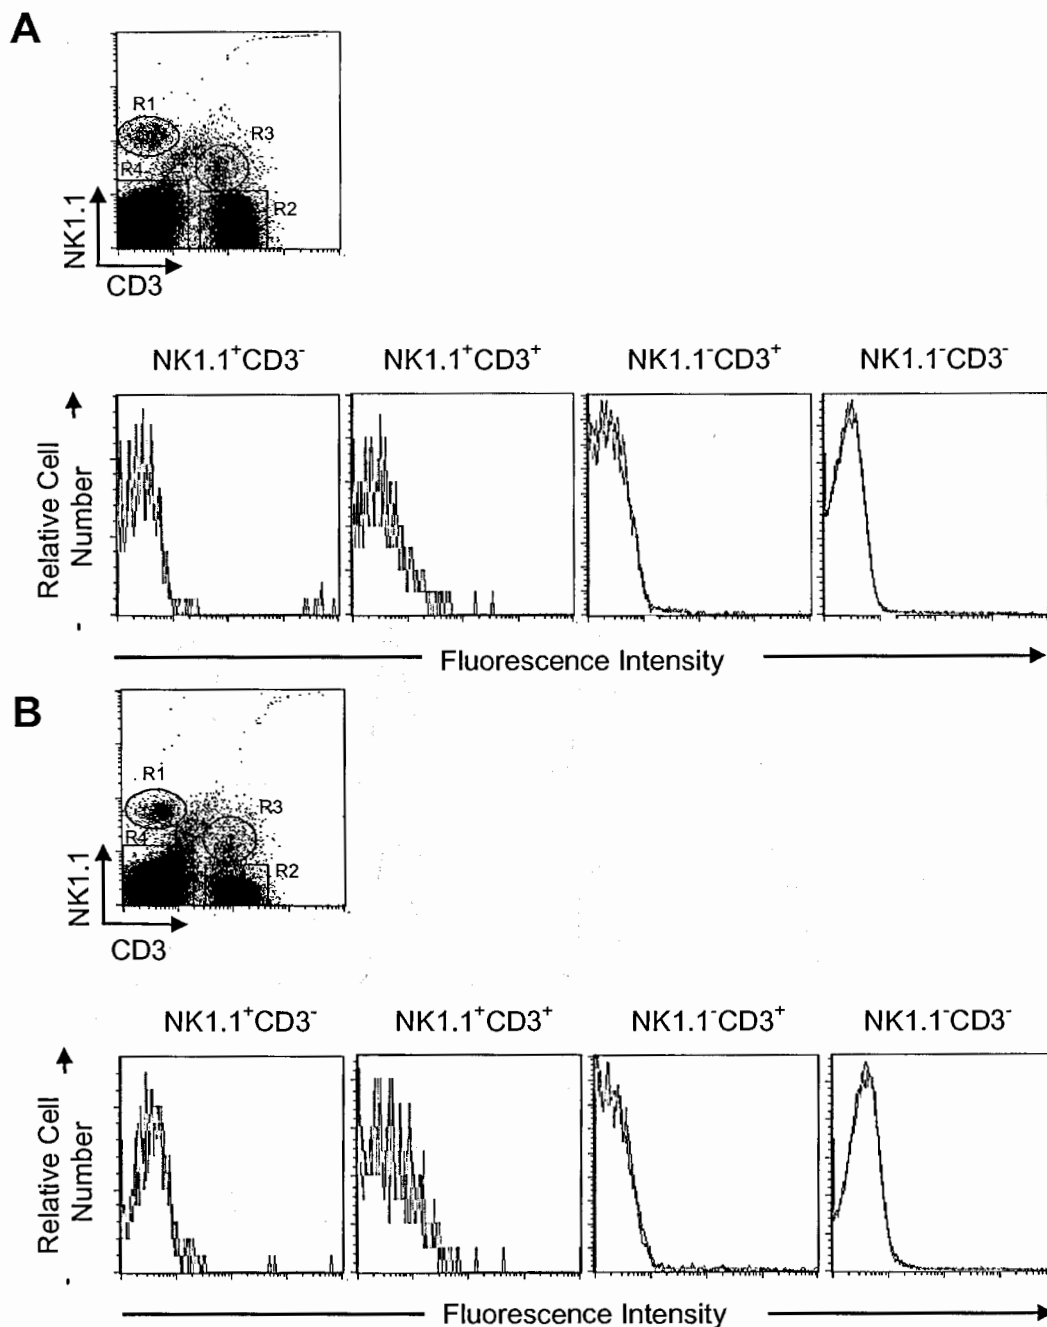 A
R1
R3
R4
R2
NK1.1
CD3
NK1.1⁺CD3⁻ NK1.1⁺CD3⁺ NK1.1⁻CD3⁺ NK1.1⁻CD3⁻
Relative Cell
Number
Fluorescence Intensity
B
R1
R3
R4
R2
NK1.1
CD3
NK1.1⁺CD3⁻ NK1.1⁺CD3⁺ NK1.1⁻CD3⁺ NK1.1⁻CD3⁻
Relative Cell
Number
Fluorescence Intensity